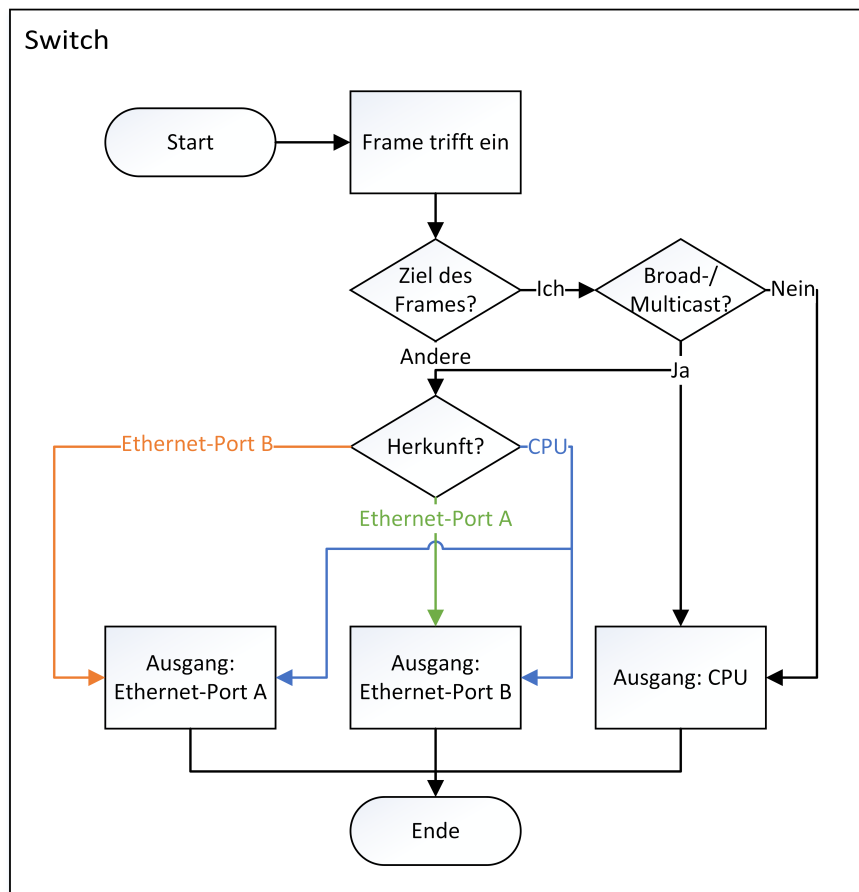 Switch
Start
Frame trifft ein
Ziel des
Frames?
Ich
Broad-/
Multicast?
Nein
Andere
Ja
Ethernet-Port B
Herkunft?
CPU
Ethernet-Port A
Ausgang:
Ethernet-Port A
Ausgang:
Ethernet-Port B
Ausgang: CPU
Ende